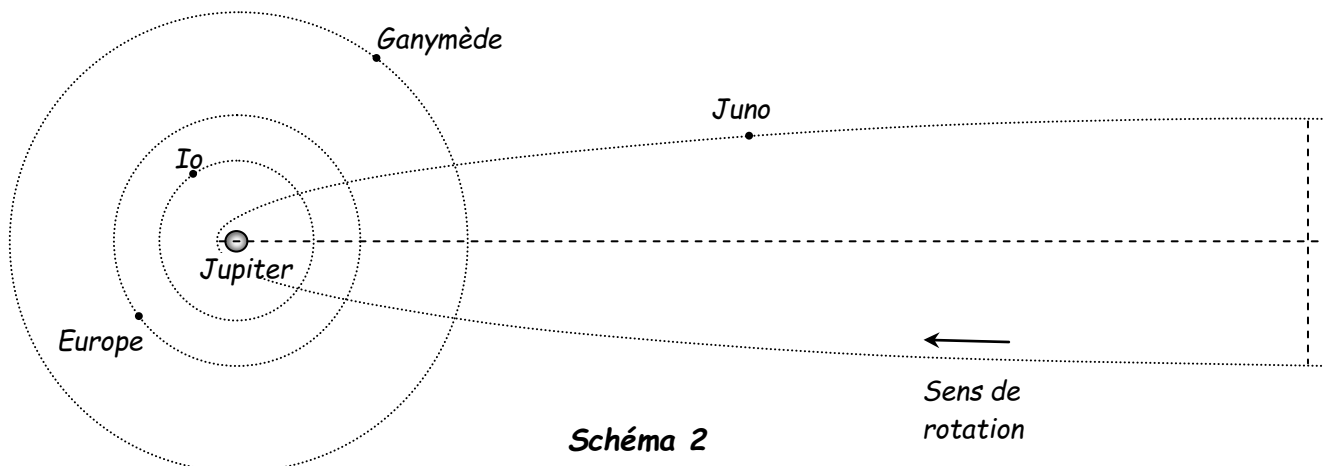 Ganymède
Juno
Io
Jupiter
Europe
Sens de
rotation
Schéma 2